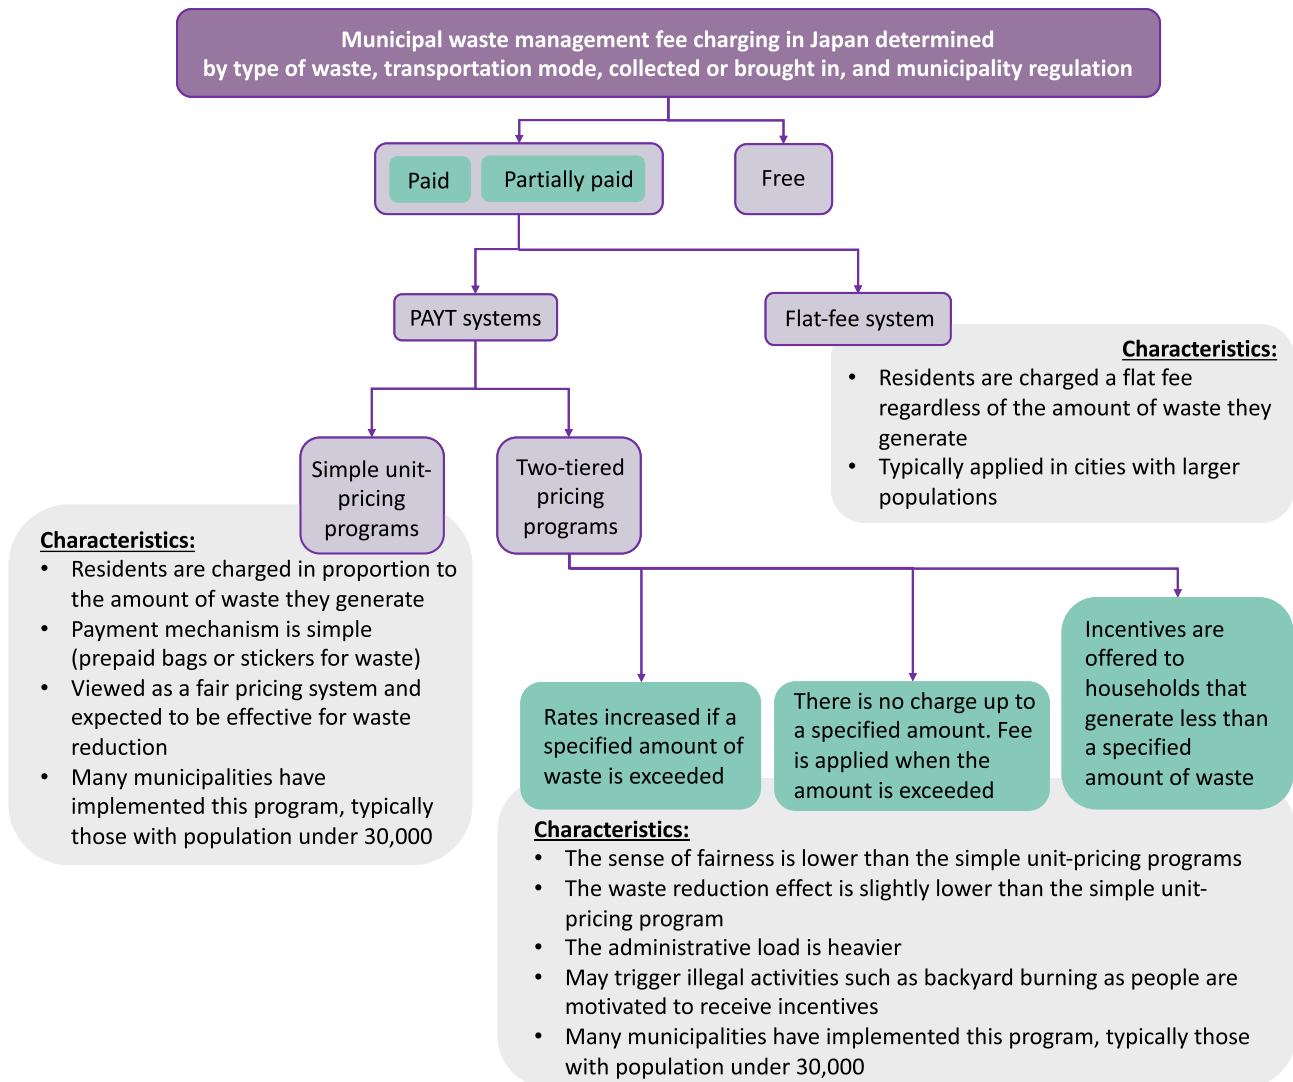 Municipal waste management fee charging in Japan determined
by type of waste, transportation mode, collected or brought in, and municipality regulation
Paid
Partially paid
Free
PAYT systems
Flat-fee system
Characteristics:
• Residents are charged a flat fee
regardless of the amount of waste they
generate
• Typically applied in cities with larger
populations
Simple unit-
pricing
programs
Two-tiered
pricing
programs
Characteristics:
• Residents are charged in proportion to
the amount of waste they generate
• Payment mechanism is simple
(prepaid bags or stickers for waste)
• Viewed as a fair pricing system and
expected to be effective for waste
reduction
• Many municipalities have
implemented this program, typically
those with population under 30,000
Rates increased if a
specified amount of
waste is exceeded
There is no charge up to
a specified amount. Fee
is applied when the
amount is exceeded
Incentives are
offered to
households that
generate less than
a specified
amount of waste
Characteristics:
• The sense of fairness is lower than the simple unit-pricing programs
• The waste reduction effect is slightly lower than the simple unit-
pricing program
• The administrative load is heavier
• May trigger illegal activities such as backyard burning as people are
motivated to receive incentives
• Many municipalities have implemented this program, typically those
with population under 30,000